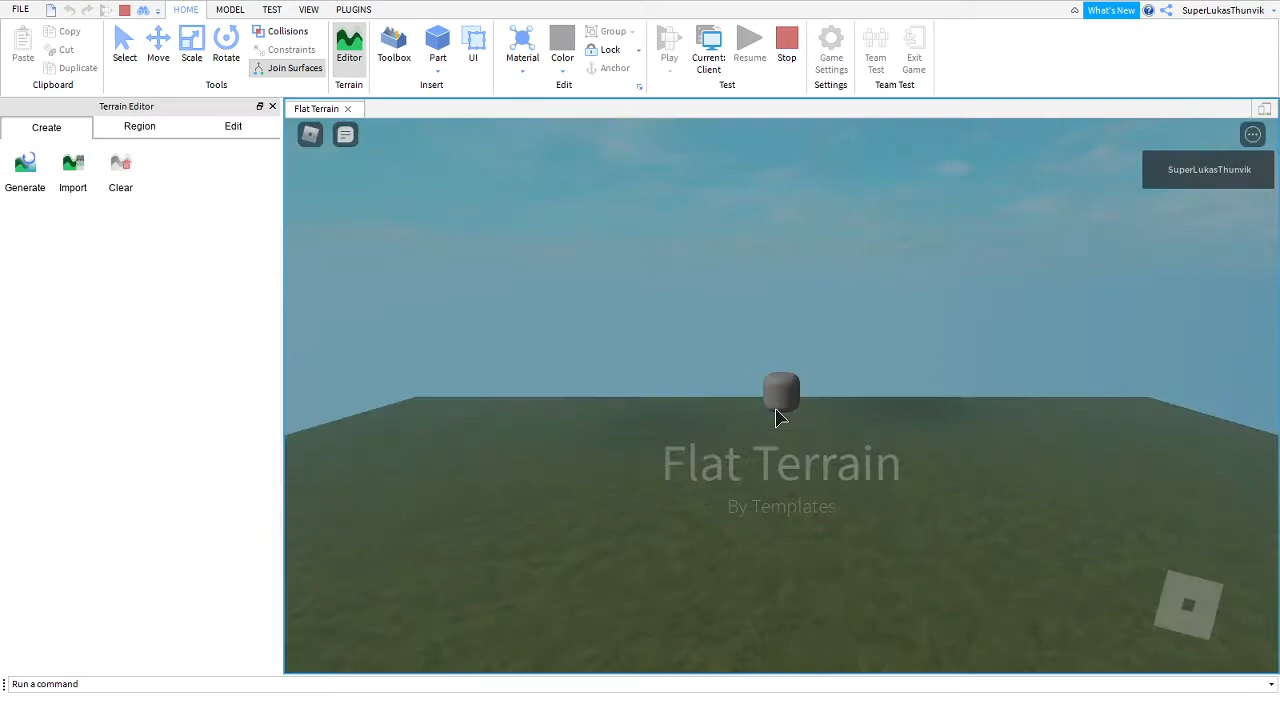 FILE HOME MODEL TEST VIEW PLUGINS What's New SuperLukasThunvik
Paste Copy Cut Duplicate Select Move Scale Rotate Collisions Constraints Join Surfaces Editor Toolbox Part UI Material Color Group Lock Anchor Play Current: Client Resume Stop Game Settings Team Test Exit Game
Clipboard Tools Terrain Insert Edit Test Settings Team Test
Terrain Editor
Flat Terrain
Create Region Edit
Generate Import Clear
SuperLukasThunvik
Flat Terrain
By Templates
Run a command